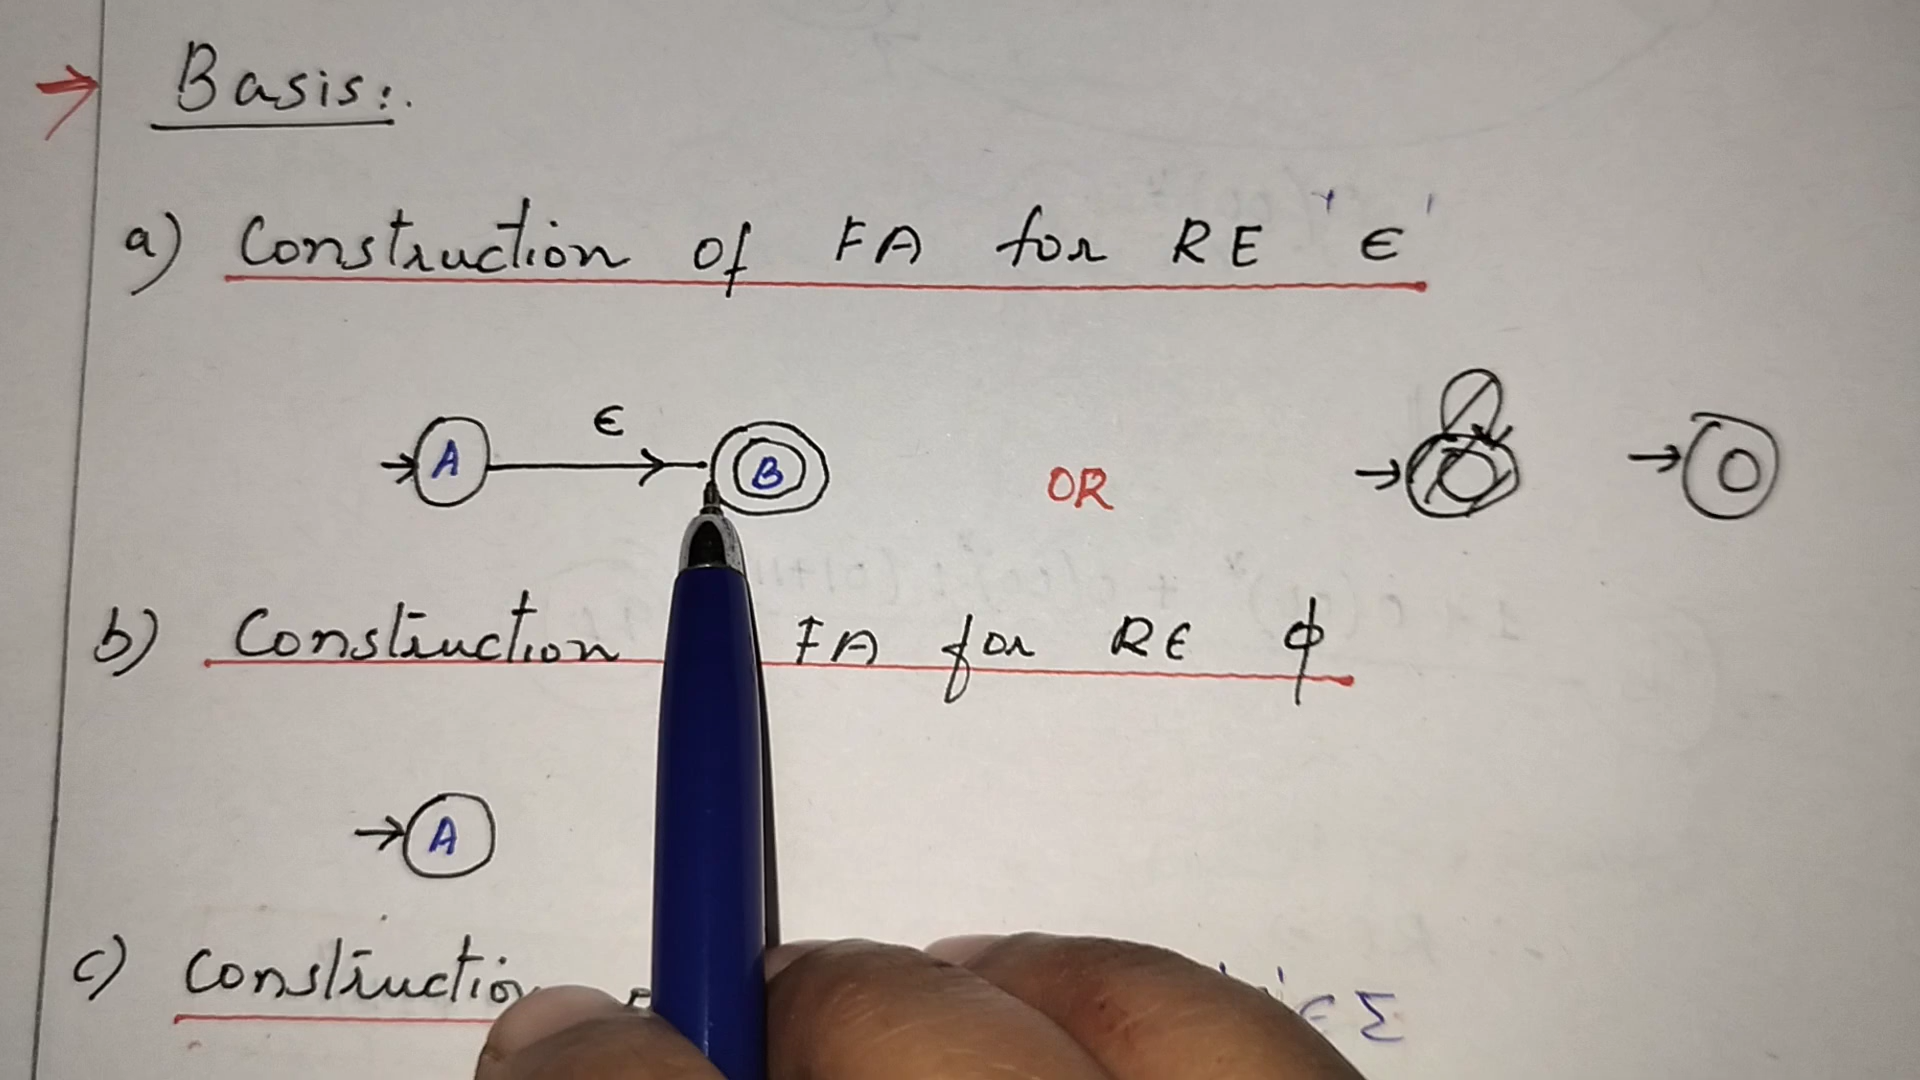 → Basis:.
a) Construction of FA for RE 'ϵ'
→ A ϵ B OR
b) Construction FA for RE ϕ
→ A
c) Construction ϵ Σ